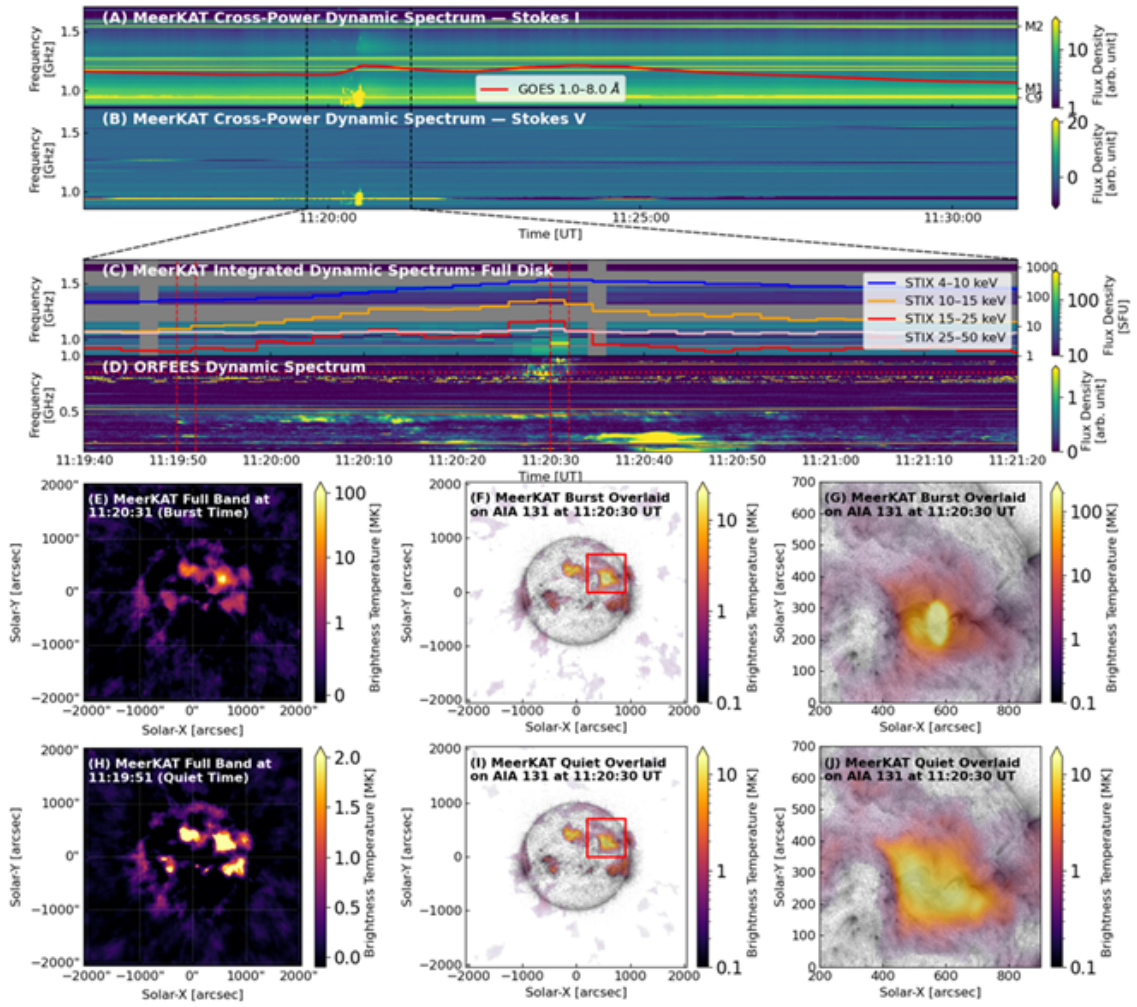 (A) MeerKAT Cross-Power Dynamic Spectrum — Stokes I
Frequency
[GHz]
1.5
1.0
GOES 1.0–8.0 Å
M2
M1
C9
10
1
Flux Density
[arb. unit]
(B) MeerKAT Cross-Power Dynamic Spectrum — Stokes V
Frequency
[GHz]
1.5
1.0
20
0
Flux Density
[arb. unit]
11:20:00
11:25:00
11:30:00
Time [UT]
(C) MeerKAT Integrated Dynamic Spectrum: Full Disk
Frequency
[GHz]
1.5
1.0
STIX 4–10 keV
STIX 10–15 keV
STIX 15–25 keV
STIX 25–50 keV
1000
100
10
1
100
10
Flux Density
[SFU]
(D) ORFEES Dynamic Spectrum
Frequency
[GHz]
1.0
0.5
1
0
Flux Density
[arb. unit]
11:19:40
11:19:50
11:20:00
11:20:10
11:20:20
11:20:30
11:20:40
11:20:50
11:21:00
11:21:10
11:21:20
Time [UT]
(E) MeerKAT Full Band at
11:20:31 (Burst Time)
Solar-Y [arcsec]
2000"
1000"
0"
−1000"
−2000"
−2000"
−1000"
0"
1000"
2000"
Solar-X [arcsec]
100
10
1
0
Brightness Temperature [MK]
(F) MeerKAT Burst Overlaid
on AIA 131 at 11:20:30 UT
Solar-Y [arcsec]
2000
1000
0
−1000
−2000
−2000
−1000
0
1000
2000
Solar-X [arcsec]
10
1
0.1
Brightness Temperature [MK]
(G) MeerKAT Burst Overlaid
on AIA 131 at 11:20:30 UT
Solar-Y [arcsec]
700
600
500
400
300
200
100
0
200
400
600
800
Solar-X [arcsec]
100
10
1
0.1
Brightness Temperature [MK]
(H) MeerKAT Full Band at
11:19:51 (Quiet Time)
Solar-Y [arcsec]
2000"
1000"
0"
−1000"
−2000"
−2000"
−1000"
0"
1000"
2000"
Solar-X [arcsec]
2.0
1.5
1.0
0.5
0.0
Brightness Temperature [MK]
(I) MeerKAT Quiet Overlaid
on AIA 131 at 11:20:30 UT
Solar-Y [arcsec]
2000
1000
0
−1000
−2000
−2000
−1000
0
1000
2000
Solar-X [arcsec]
10
1
0.1
Brightness Temperature [MK]
(J) MeerKAT Quiet Overlaid
on AIA 131 at 11:20:30 UT
Solar-Y [arcsec]
700
600
500
400
300
200
100
0
200
400
600
800
Solar-X [arcsec]
10
1
0.1
Brightness Temperature [MK]